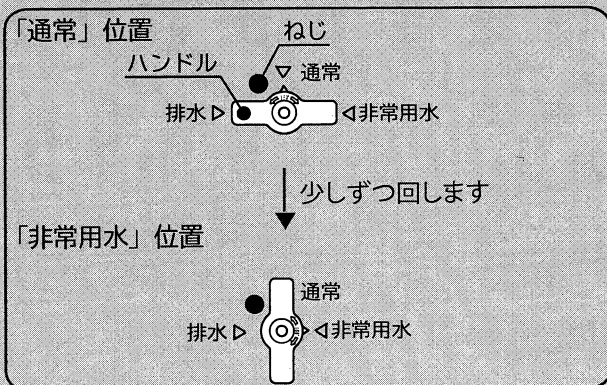 「通常」位置
ねじ
ハンドル
▽ 通常
排水▷
◁非常用水
少しずつ回します
「非常用水」位置
通常
排水▷
◁非常用水